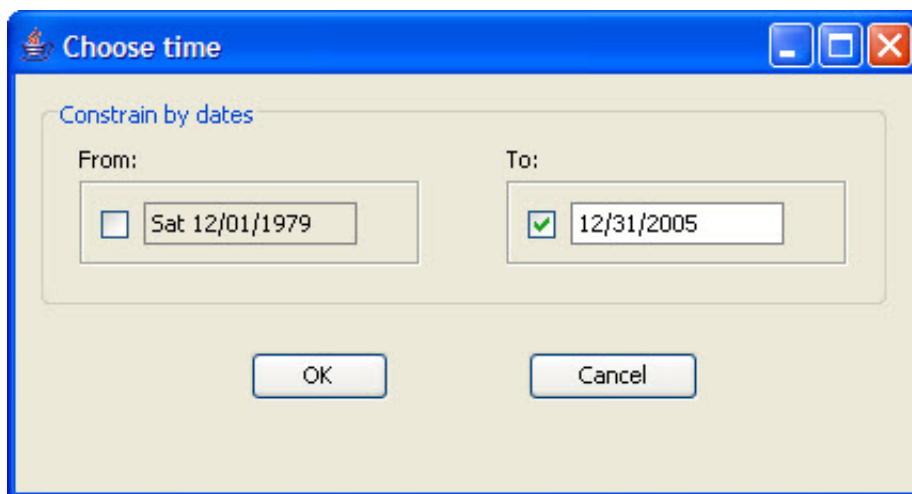 Choose time
Constrain by dates
From:
To:
Sat 12/01/1979
12/31/2005
OK
Cancel